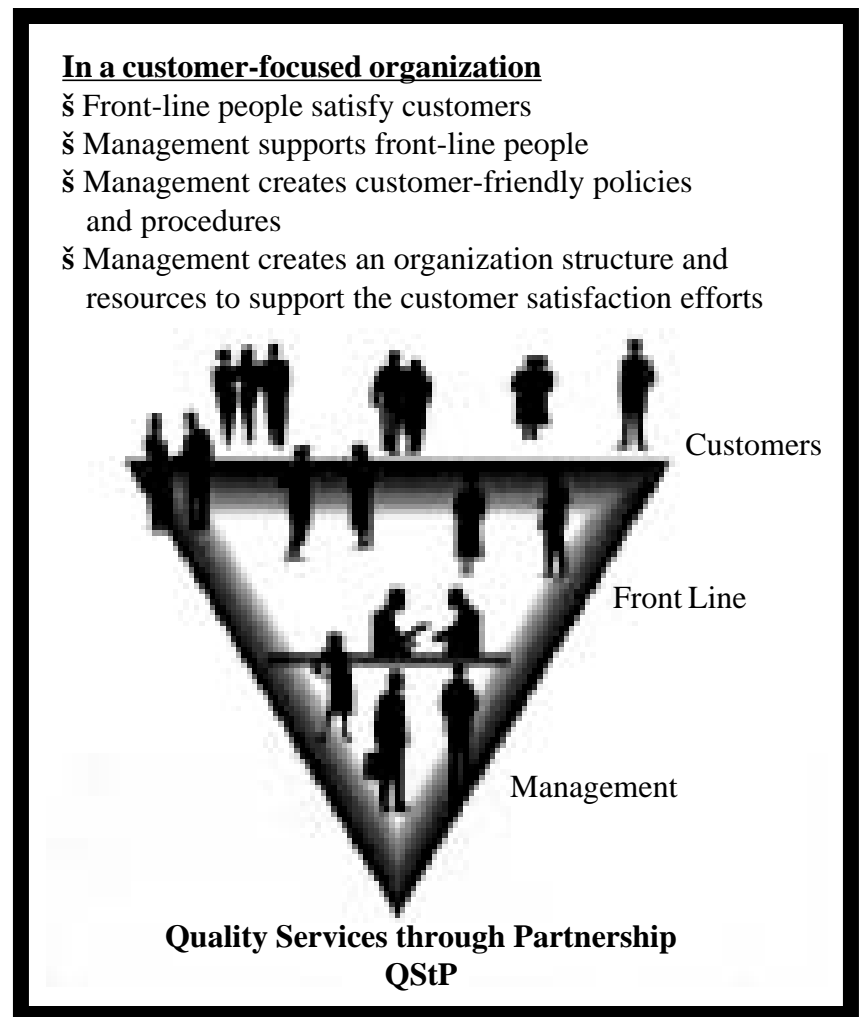 In a customer-focused organization
š Front-line people satisfy customers
š Management supports front-line people
š Management creates customer-friendly policies
and procedures
š Management creates an organization structure and
resources to support the customer satisfaction efforts
Customers
Front Line
Management
Quality Services through Partnership
QStP